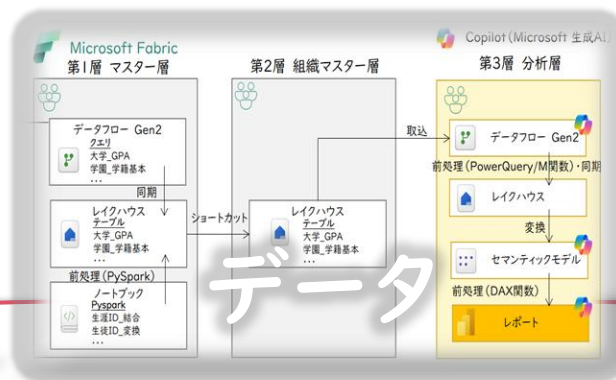 Microsoft Fabric
第1層 マスター層
データフロー Gen2
クエリ
大学_GPA
学園_学籍基本
...
同期
レイクハウス
テーブル
大学_GPA
学園_学籍基本
...
前処理(PySpark)
ノートブック
Pyspark
生涯ID_結合
生徒ID_変換
...
ショートカット
第2層 組織マスター層
レイクハウス
テーブル
大学_GPA
学園_学籍基本
...
取込
Copilot(Microsoft 生成AI)
第3層 分析層
データフロー Gen2
前処理(PowerQuery/M関数)・同期
レイクハウス
変換
セマンティックモデル
前処理(DAX関数)
レポート
データ